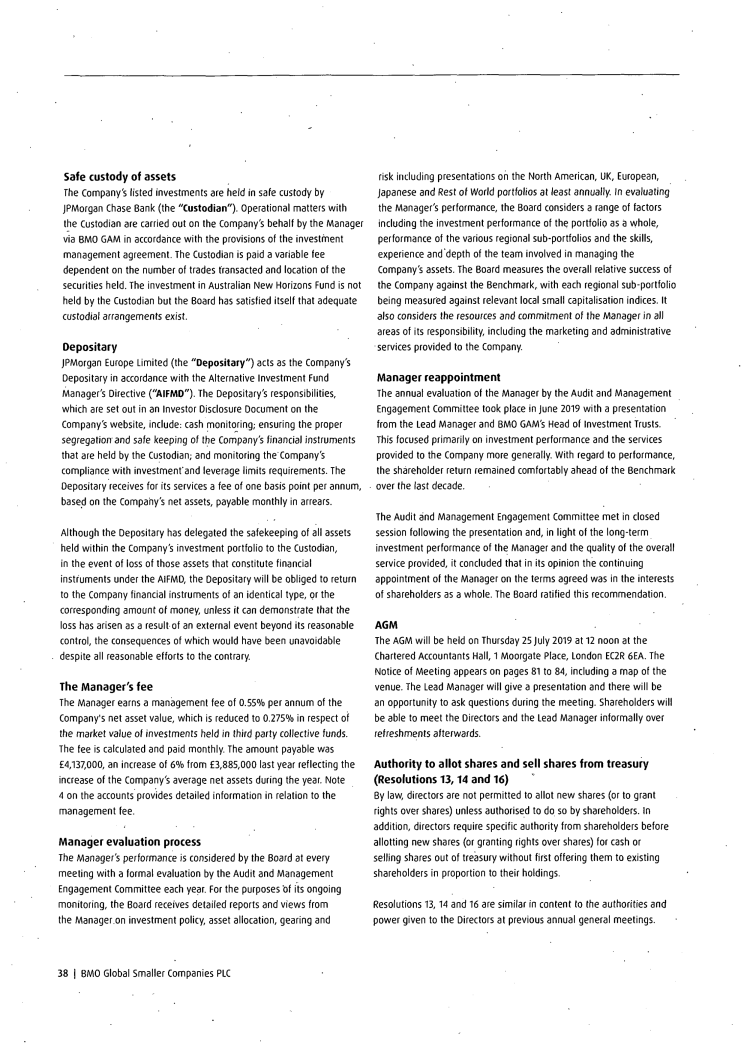 Safe custody of assets
The Company's listed investments are held in safe custody by
JPMorgan Chase Bank (the "Custodian"). Operational matters with
the Custodian are carried out on the Company's behalf by the Manager
via BMO GAM in accordance with the provisions of the investment
management agreement. The Custodian is paid a variable fee
dependent on the number of trades transacted and location of the
securities held. The investment in Australian New Horizons Fund is not
held by the Custodian but the Board has satisfied itself that adequate
custodial arrangements exist.
Depositary
JPMorgan Europe Limited (the "Depositary") acts as the Company's
Depositary in accordance with the Alternative Investment Fund
Manager's Directive ("AIFMD"). The Depositary's responsibilities,
which are set out in an Investor Disclosure Document on the
Company's website, include: cash monitoring; ensuring the proper
segregation and safe keeping of the Company's financial instruments
that are held by the Custodian; and monitoring the Company's
compliance with investment and leverage limits requirements. The
Depositary receives for its services a fee of one basis point per annum,
based on the Company's net assets, payable monthly in arrears.
Although the Depositary has delegated the safekeeping of all assets
held within the Company's investment portfolio to the Custodian,
in the event of loss of those assets that constitute financial
instruments under the AIFMD, the Depositary will be obliged to return
to the Company financial instruments of an identical type, or the
corresponding amount of money, unless it can demonstrate that the
loss has arisen as a result of an external event beyond its reasonable
control, the consequences of which would have been unavoidable
despite all reasonable efforts to the contrary.
The Manager's fee
The Manager earns a management fee of 0.55% per annum of the
Company's net asset value, which is reduced to 0.275% in respect of
the market value of investments held in third party collective funds.
The fee is calculated and paid monthly. The amount payable was
£4,137,000, an increase of 6% from £3,885,000 last year reflecting the
increase of the Company's average net assets during the year. Note
4 on the accounts provides detailed information in relation to the
management fee.
Manager evaluation process
The Manager's performance is considered by the Board at every
meeting with a formal evaluation by the Audit and Management
Engagement Committee each year. For the purposes of its ongoing
monitoring, the Board receives detailed reports and views from
the Manager on investment policy, asset allocation, gearing and
risk including presentations on the North American, UK, European,
Japanese and Rest of World portfolios at least annually. In evaluating
the Manager's performance, the Board considers a range of factors
including the investment performance of the portfolio as a whole,
performance of the various regional sub-portfolios and the skills,
experience and depth of the team involved in managing the
Company's assets. The Board measures the overall relative success of
the Company against the Benchmark, with each regional sub-portfolio
being measured against relevant local small capitalisation indices. It
also considers the resources and commitment of the Manager in all
areas of its responsibility, including the marketing and administrative
services provided to the Company.
Manager reappointment
The annual evaluation of the Manager by the Audit and Management
Engagement Committee took place in June 2019 with a presentation
from the Lead Manager and BMO GAM's Head of Investment Trusts.
This focused primarily on investment performance and the services
provided to the Company more generally. With regard to performance,
the shareholder return remained comfortably ahead of the Benchmark
over the last decade.
The Audit and Management Engagement Committee met in closed
session following the presentation and, in light of the long-term
investment performance of the Manager and the quality of the overall
service provided, it concluded that in its opinion the continuing
appointment of the Manager on the terms agreed was in the interests
of shareholders as a whole. The Board ratified this recommendation.
AGM
The AGM will be held on Thursday 25 July 2019 at 12 noon at the
Chartered Accountants Hall, 1 Moorgate Place, London EC2R 6EA. The
Notice of Meeting appears on pages 81 to 84, including a map of the
venue. The Lead Manager will give a presentation and there will be
an opportunity to ask questions during the meeting. Shareholders will
be able to meet the Directors and the Lead Manager informally over
refreshments afterwards.
Authority to allot shares and sell shares from treasury
(Resolutions 13, 14 and 16)
By law, directors are not permitted to allot new shares (or to grant
rights over shares) unless authorised to do so by shareholders. In
addition, directors require specific authority from shareholders before
allotting new shares (or granting rights over shares) for cash or
selling shares out of treasury without first offering them to existing
shareholders in proportion to their holdings.
Resolutions 13, 14 and 16 are similar in content to the authorities and
power given to the Directors at previous annual general meetings.
38 | BMO Global Smaller Companies PLC